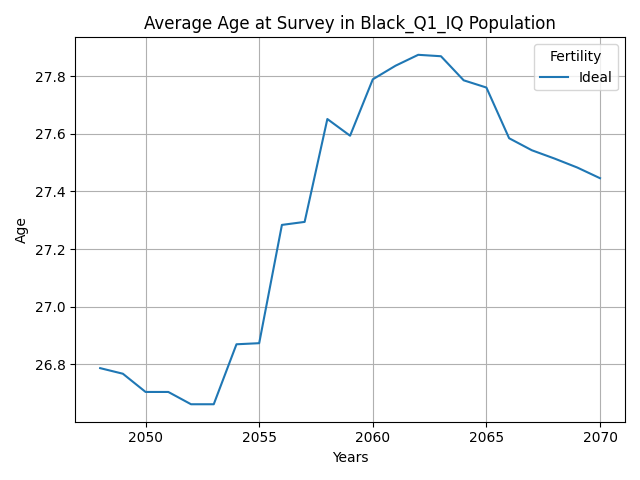 Average Age at Survey in Black_Q1_IQ Population
Fertility
Ideal
27.8
27.6
27.4
27.2
27.0
26.8
Age
2050 2055 2060 2065 2070
Years